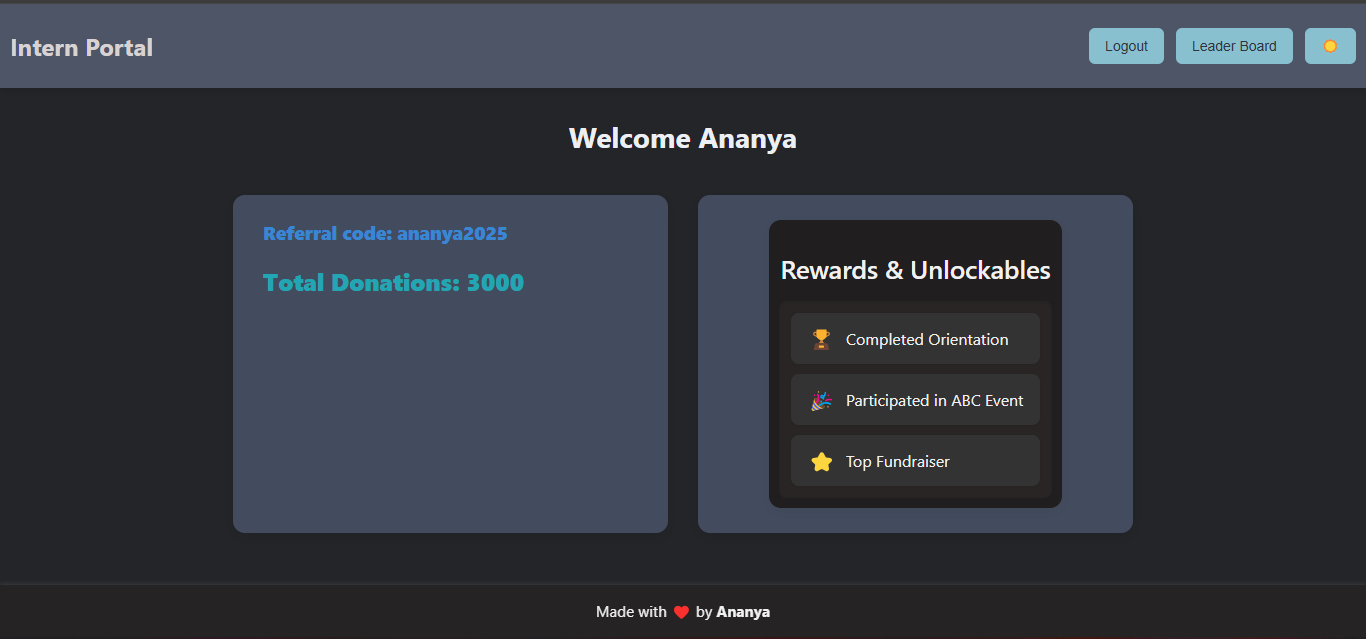 Intern Portal
Logout
Leader Board
Welcome Ananya
Referral code: ananya2025
Total Donations: 3000
Rewards & Unlockables
Completed Orientation
Participated in ABC Event
Top Fundraiser
Made with ❤️ by Ananya